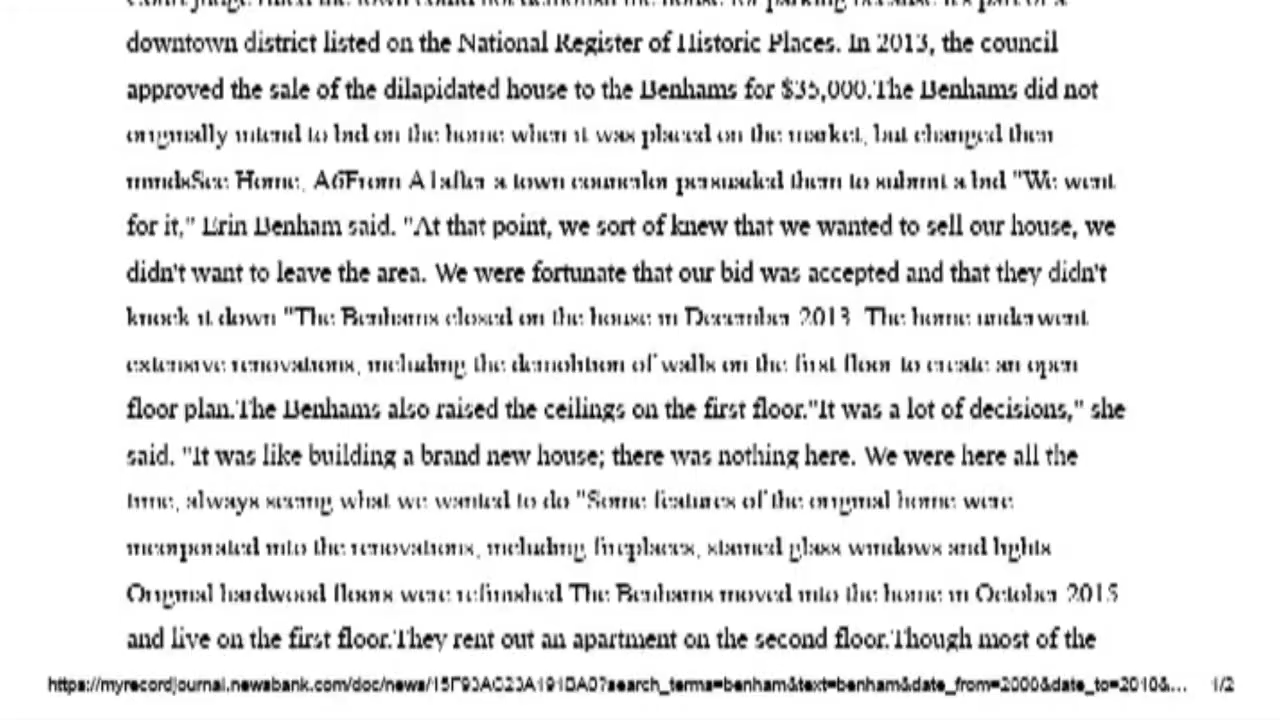 downtown district listed on the National Register of Historic Places. In 2013, the council
approved the sale of the dilapidated house to the Benhams for $35,000.The Benhams did not
originally intend to bid on the home when it was placed on the market, but changed their
mindsSee Home, A6From A1after a town councilor persuaded them to submit a bid "We went
for it," Erin Benham said. "At that point, we sort of knew that we wanted to sell our house, we
didn't want to leave the area. We were fortunate that our bid was accepted and that they didn't
knock it down "The Benhams closed on the house in December 2013 The home underwent
extensive renovations, including the demolition of walls on the first floor to create an open
floor plan.The Benhams also raised the ceilings on the first floor."It was a lot of decisions," she
said. "It was like building a brand new house; there was nothing here. We were here all the
time, always seeing what we wanted to do "Some features of the original home were
incorporated into the renovations, including fireplaces, stained glass windows and lights
Original hardwood floors were refinished The Benhams moved into the home in October 2015
and live on the first floor.They rent out an apartment on the second floor.Though most of the
1/2